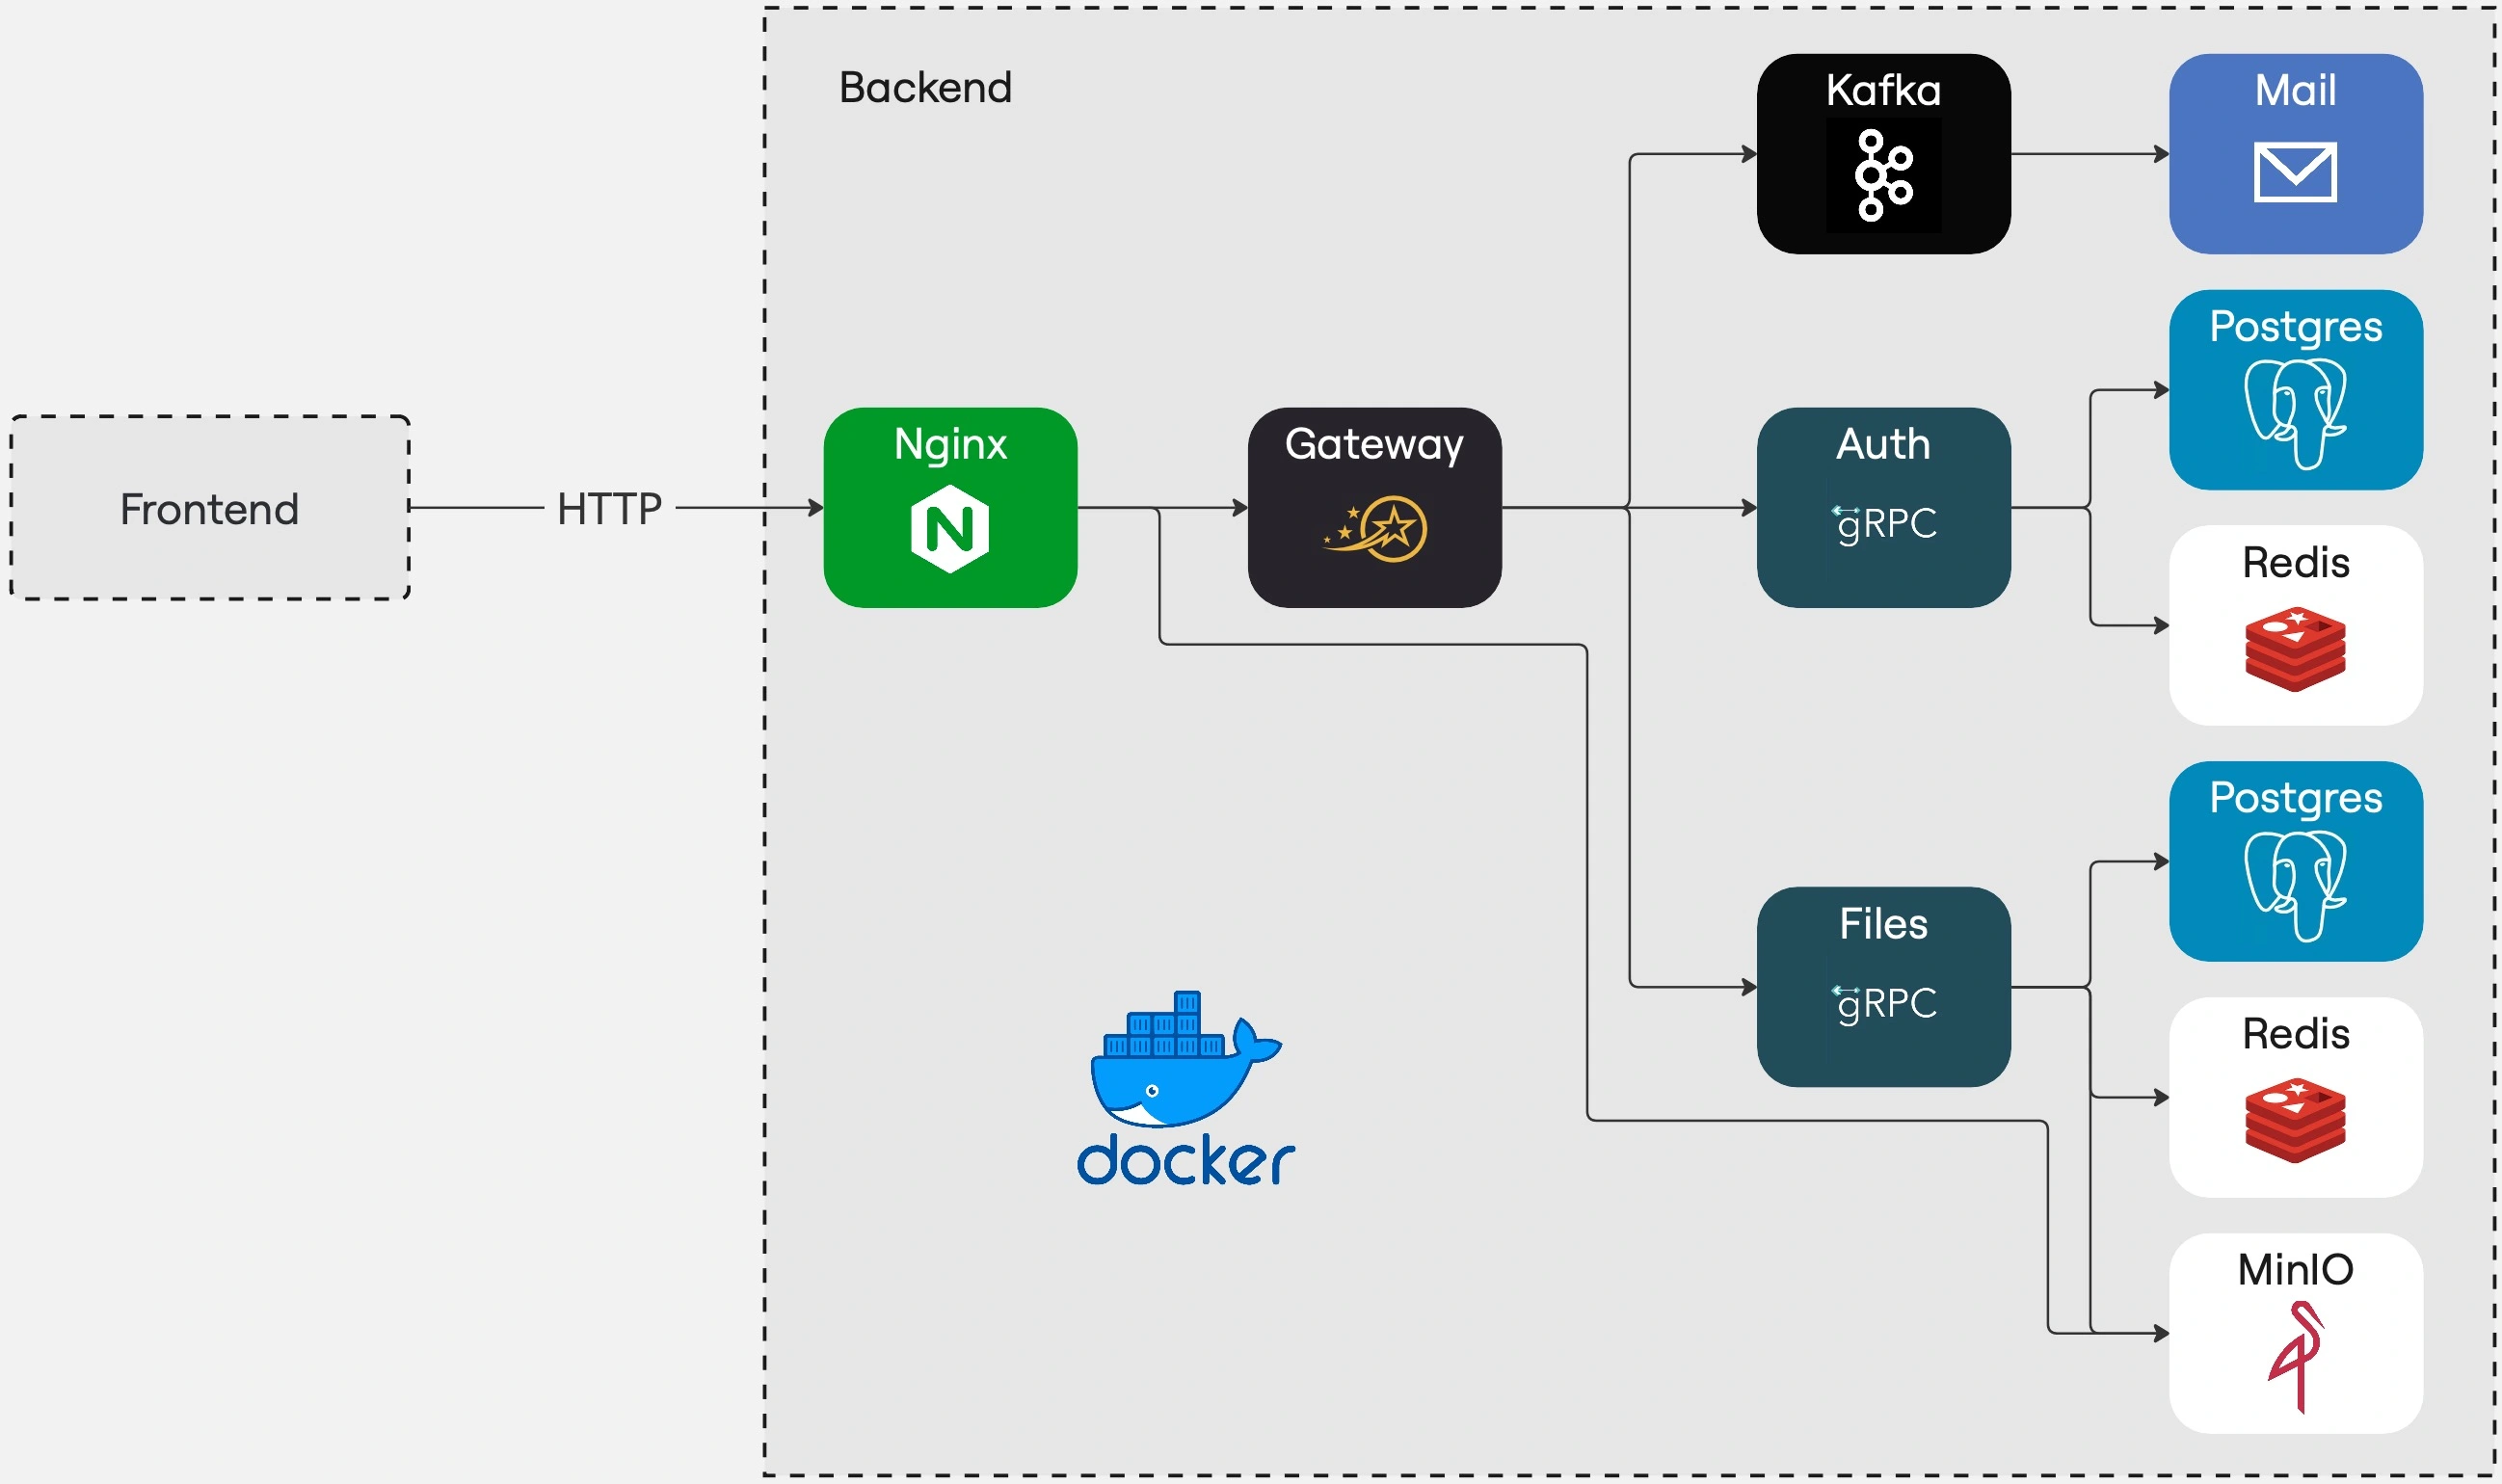 Backend
Kafka
Mail
Postgres
Frontend
HTTP
Nginx
Gateway
Auth
gRPC
Redis
Postgres
Files
gRPC
Redis
docker
MinIO